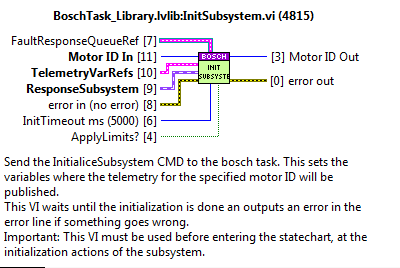 BoschTask_Library.lvlib:InitSubsystem.vi (4815)
FaultResponseQueueRef [7]
Motor ID In [11]
TelemetryVarRefs [10]
ResponseSubsystem [9]
error in (no error) [8]
InitTimeout ms (5000) [6]
ApplyLimits? [4]
BOSCH
INIT
SUBSYSTE
[3] Motor ID Out
[0] error out
Send the InitialiceSubsystem CMD to the bosch task. This sets the
variables where the telemetry for the specified motor ID will be
published.
This VI waits until the initialization is done an outputs an error in the
error line if something goes wrong.
Important: This VI must be used before entering the statechart, at the
initialization actions of the subsystem.